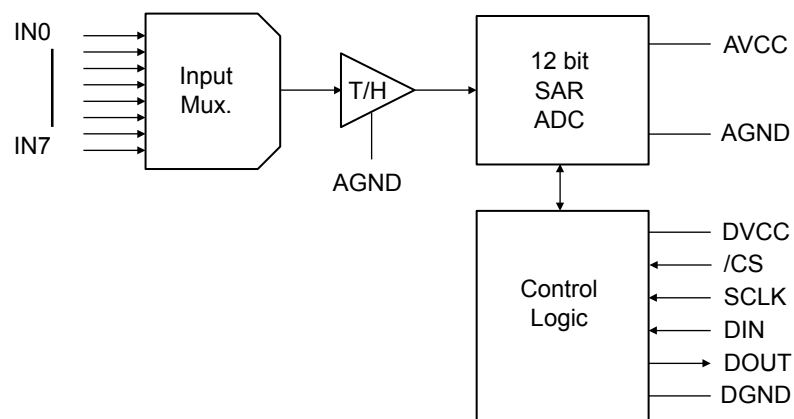 IN0
IN7
Input
Mux.
T/H
AGND
12 bit
SAR
ADC
AVCC
AGND
Control
Logic
DVCC
/CS
SCLK
DIN
DOUT
DGND